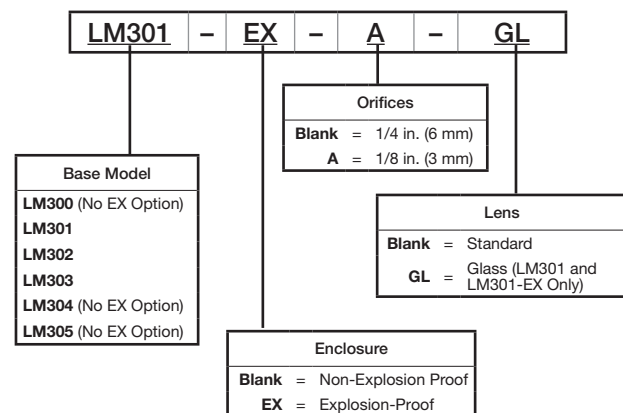 LM301 – EX – A – GL
Orifices
Blank = 1/4 in. (6 mm)
A = 1/8 in. (3 mm)
Base Model
LM300 (No EX Option)
LM301
LM302
LM303
LM304 (No EX Option)
LM305 (No EX Option)
Lens
Blank = Standard
GL = Glass (LM301 and
LM301-EX Only)
Enclosure
Blank = Non-Explosion Proof
EX = Explosion-Proof